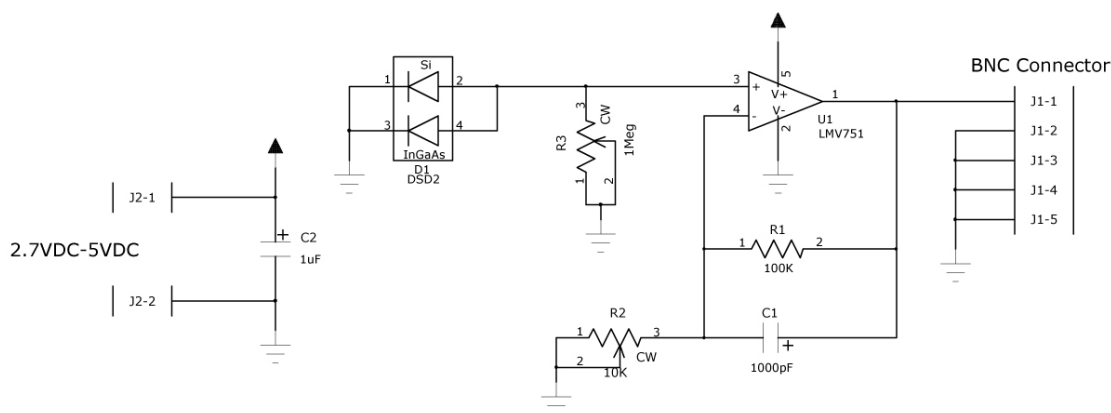 BNC Connector
Si
1
2
3
4
InGaAs
D1
DSD2
3
CW
R3
1Meg
1
2
3
+
4
-
5
V+
V-
2
1
U1
LMV751
J1-1
J1-2
J1-3
J1-4
J1-5
J2-1
2.7VDC-5VDC
J2-2
+
C2
1uF
R1
1
2
100K
R2
1
3
2
CW
10K
C1
+
1000pF